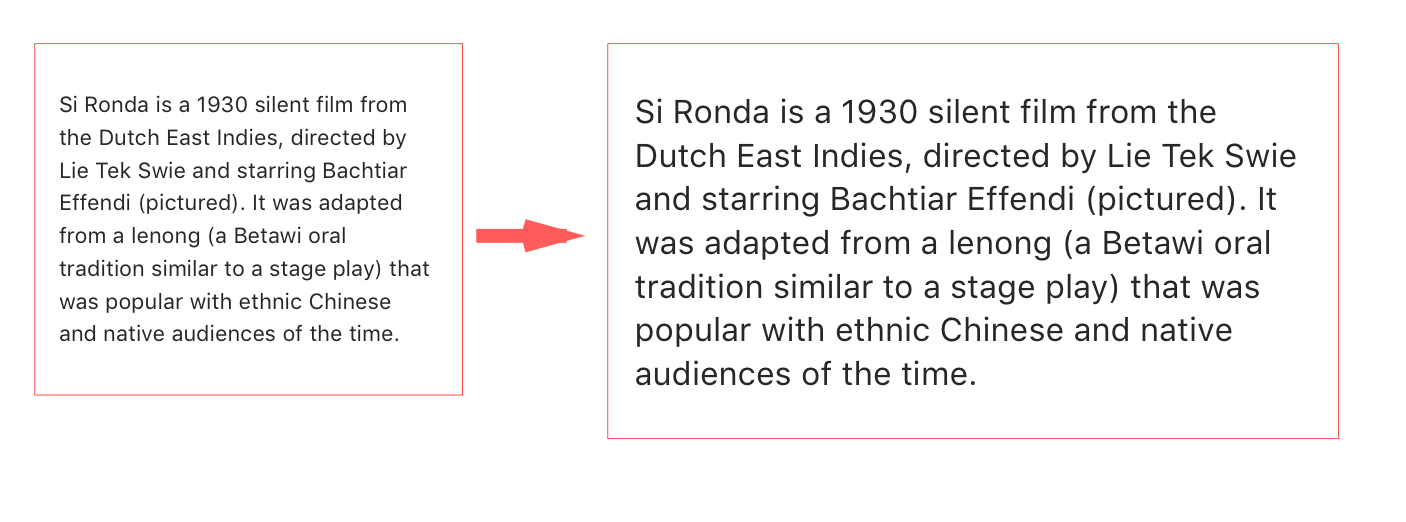 Si Ronda is a 1930 silent film from
the Dutch East Indies, directed by
Lie Tek Swie and starring Bachtiar
Effendi (pictured). It was adapted
from a lenong (a Betawi oral
tradition similar to a stage play) that
was popular with ethnic Chinese
and native audiences of the time.
Si Ronda is a 1930 silent film from the
Dutch East Indies, directed by Lie Tek Swie
and starring Bachtiar Effendi (pictured). It
was adapted from a lenong (a Betawi oral
tradition similar to a stage play) that was
popular with ethnic Chinese and native
audiences of the time.